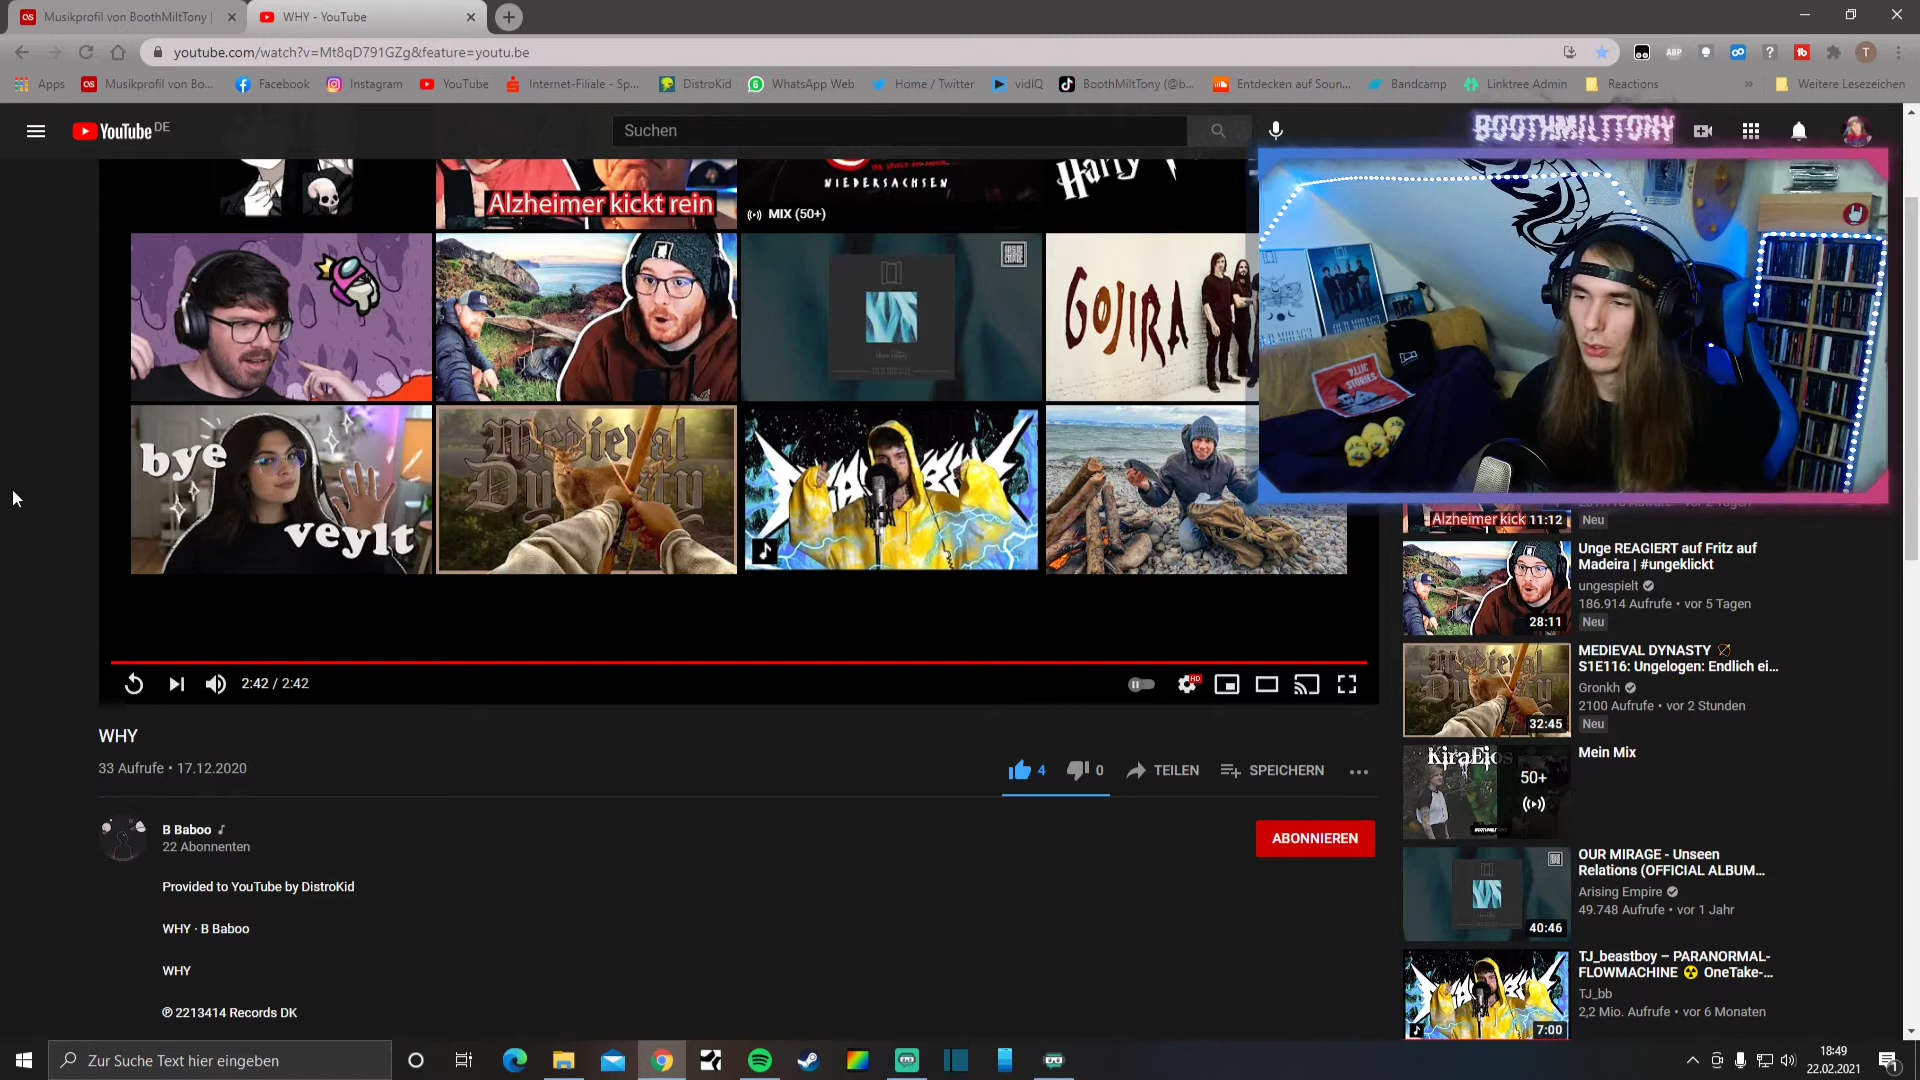 Musikprofil von BoothMiltTony |
WHY - YouTube
youtube.com/watch?v=Mt8qD791GZg&feature=youtu.be
Apps
Musikprofil von Bo...
Facebook
Instagram
YouTube
Internet-Filiale - Sp...
DistroKid
WhatsApp Web
Home / Twitter
vidIQ
BoothMiltTony (@b...
Entdecken auf Soun...
Bandcamp
Linktree Admin
Reactions
Weitere Lesezeichen
YouTube DE
Suchen
BOOTHMILTTONY
Alzheimer kickt rein
NIEDERSACHSEN
MIX (50+)
Harry
GOJIRA
bye
veylt
Medieval
Dynasty
Alzheimer kick 11:12
Neu
Unge REAGIERT auf Fritz auf
Madeira | #ungeklickt
ungespielt
186.914 Aufrufe • vor 5 Tagen
28:11
Neu
MEDIEVAL DYNASTY
S1E116: Ungelogen: Endlich ei...
Gronkh
2100 Aufrufe • vor 2 Stunden
32:45
Neu
2:42 / 2:42
HD
WHY
33 Aufrufe • 17.12.2020
4
0
TEILEN
SPEICHERN
Mein Mix
KiraEios
50+
B Baboo
22 Abonnenten
ABONNIEREN
Provided to YouTube by DistroKid
WHY · B Baboo
WHY
℗ 2213414 Records DK
OUR MIRAGE - Unseen
Relations (OFFICIAL ALBUM...
Arising Empire
49.748 Aufrufe • vor 1 Jahr
40:46
TJ_beastboy – PARANORMAL-
FLOWMACHINE ☢ OneTake-...
TJ_bb
2,2 Mio. Aufrufe • vor 6 Monaten
7:00
Zur Suche Text hier eingeben
18:49
22.02.2021